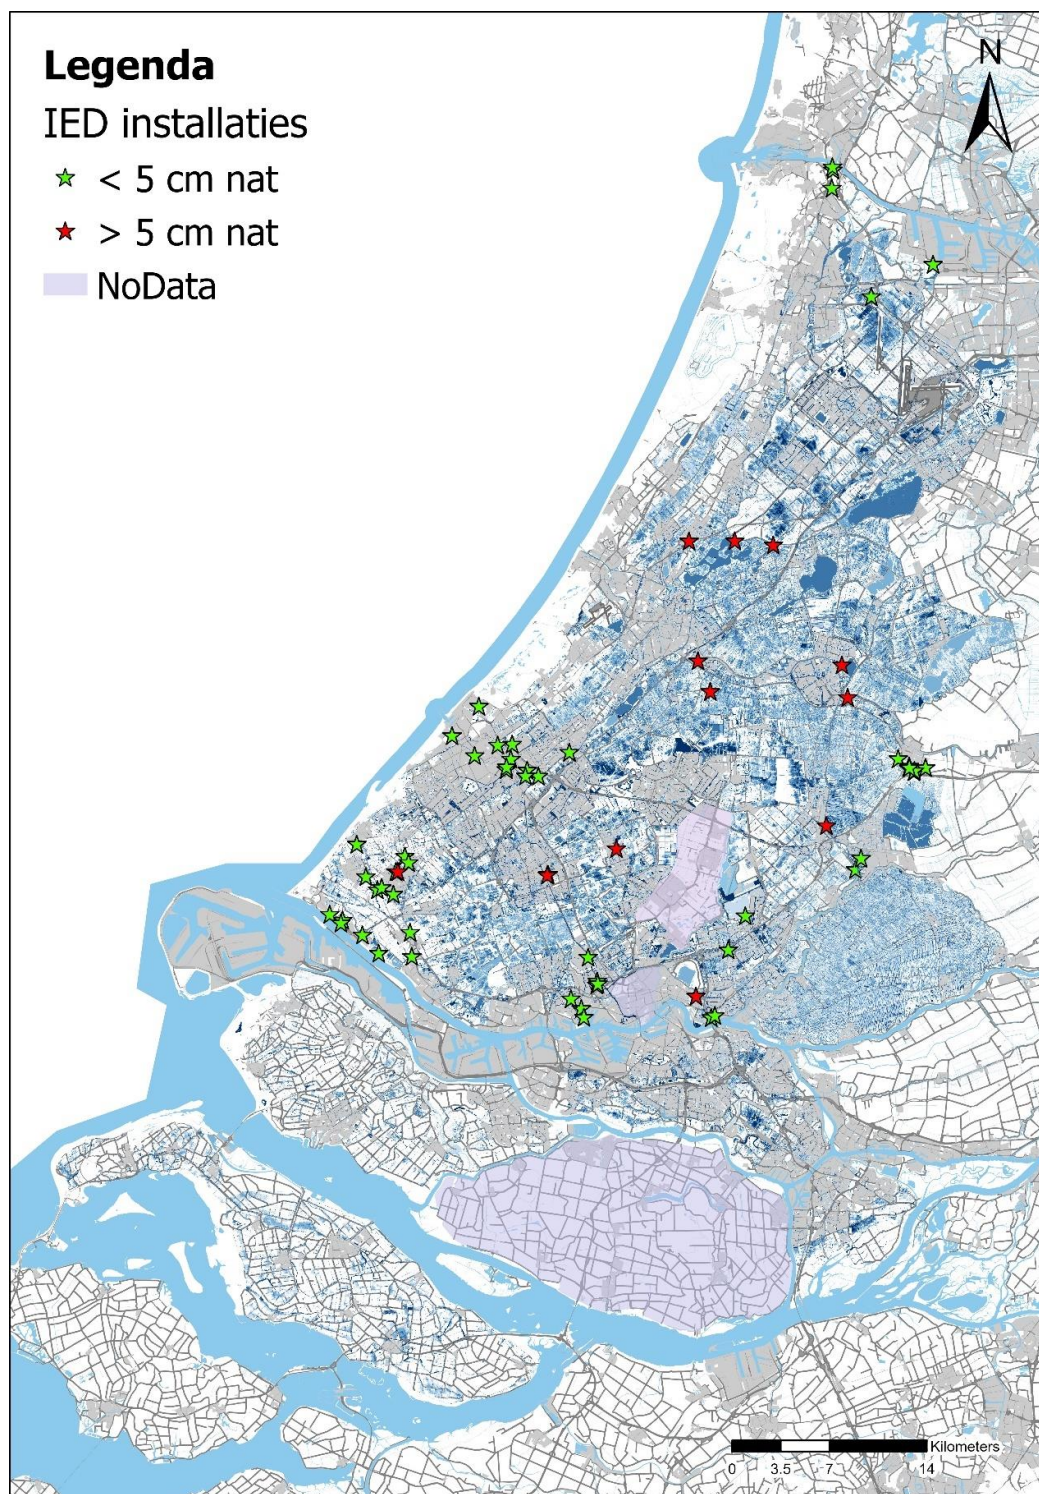 Legenda
IED installaties
< 5 cm nat
> 5 cm nat
NoData
N
Kilometers
0 3.5 7 14